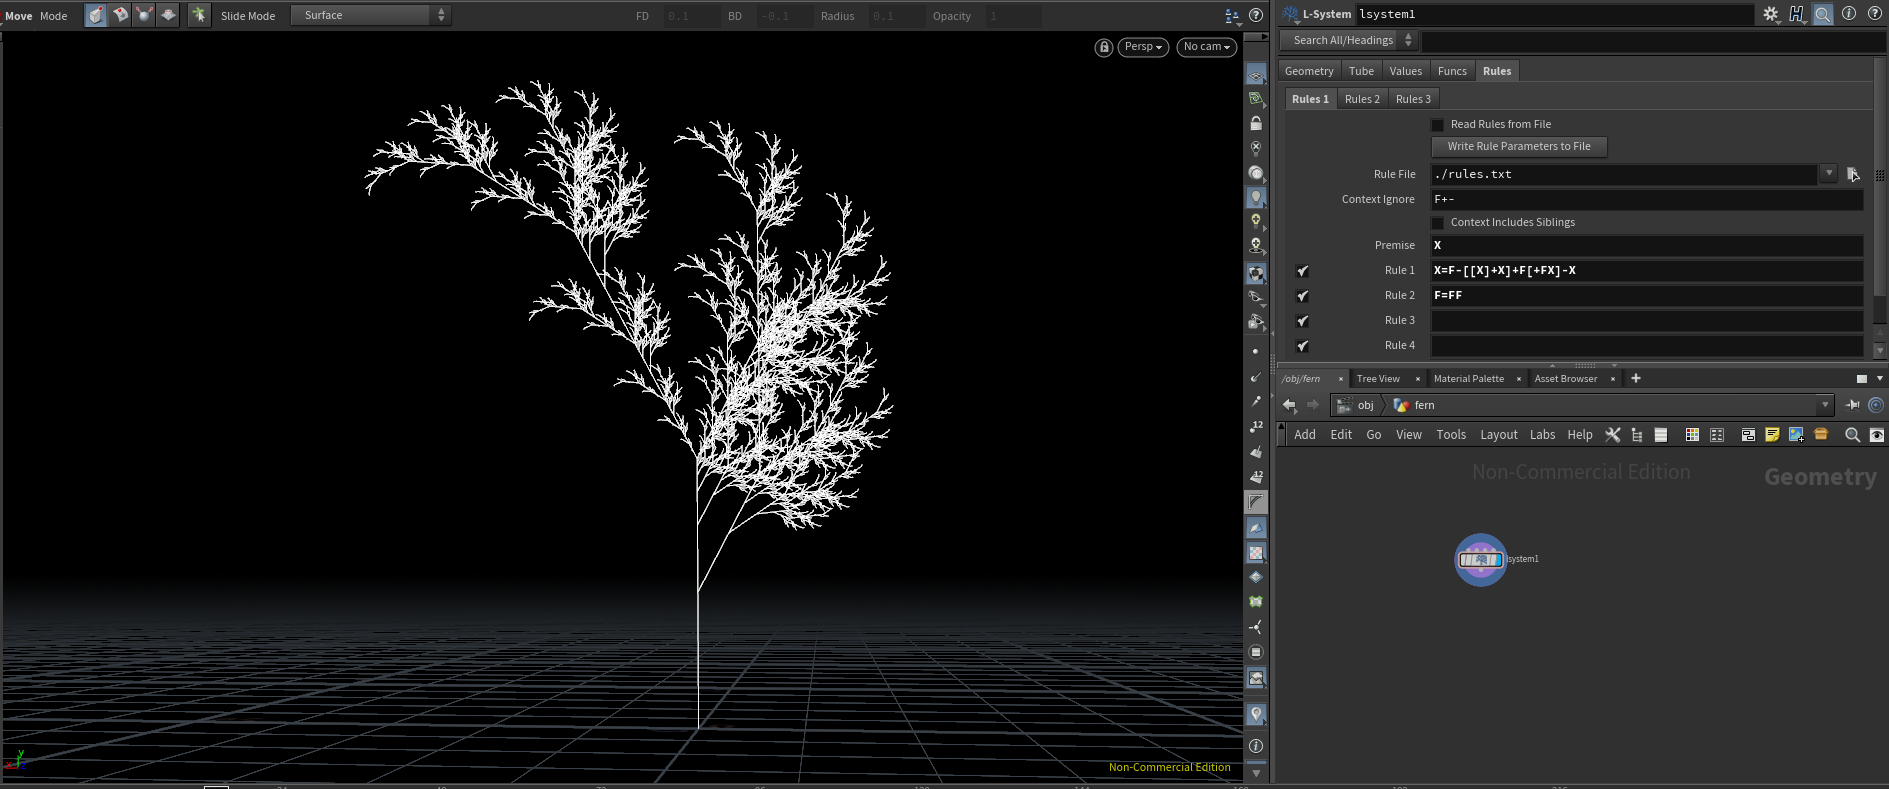 Move Mode Slide Mode Surface FD 0.1 BD -0.1 Radius 0.1 Opacity 1
Persp No cam
Non-Commercial Edition
L-System lsystem1
Search All/Headings
Geometry Tube Values Funcs Rules
Rules 1 Rules 2 Rules 3
Read Rules from File
Write Rule Parameters to File
Rule File ./rules.txt
Context Ignore F+-
Context Includes Siblings
Premise X
Rule 1 X=F-[[X]+X]+F[+FX]-X
Rule 2 F=FF
Rule 3
Rule 4
/obj/fern Tree View Material Palette Asset Browser
obj fern
Add Edit Go View Tools Layout Labs Help
Non-Commercial Edition Geometry
lsystem1